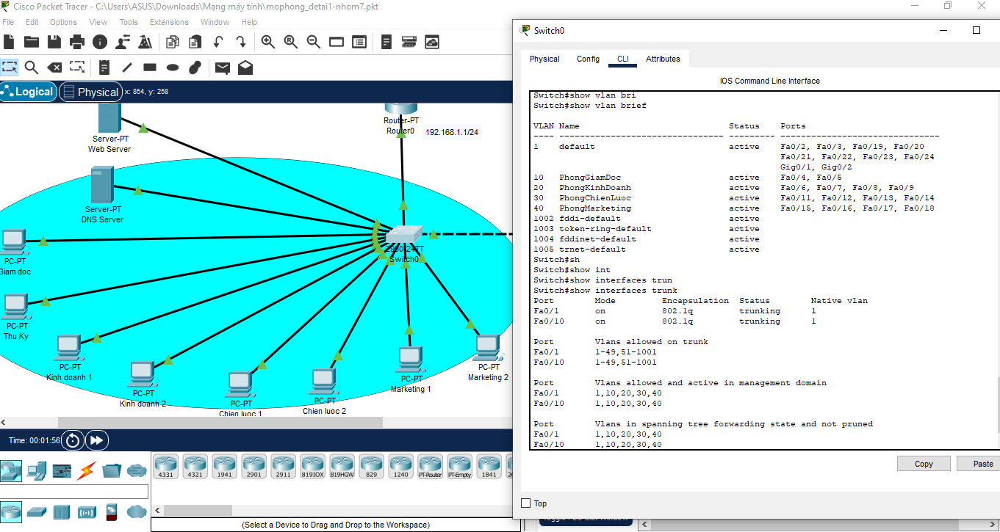 Cisco Packet Tracer - C:\Users\ASUS\Downloads\Mạng máy tính\mophong_detai1-nhom7.pkt
File Edit Options View Tools Extensions Window Help
Logical Physical x: 854, y: 258
Server-PT
Web Server
Router-PT
Router0
192.168.1.1/24
Server-PT
DNS Server
2960-24TT
Switch0
PC-PT
Giam doc
PC-PT
Thu Ky
PC-PT
Kinh doanh 1
PC-PT
Kinh doanh 2
PC-PT
Chien luoc 1
PC-PT
Chien luoc 2
PC-PT
Marketing 1
PC-PT
Marketing 2
Time: 00:01:56
4331 4321 1941 2901 2911 819IOX 819HGW 829 1240 PT-Router PT-Empty 1841
(Select a Device to Drag and Drop to the Workspace)
Switch0
Physical Config CLI Attributes
IOS Command Line Interface
Switch#show vlan bri
Switch#show vlan brief
VLAN Name Status Ports
---- -------------------------------- --------- -------------------------------
1 default active Fa0/2, Fa0/3, Fa0/19, Fa0/20
Fa0/21, Fa0/22, Fa0/23, Fa0/24
Gig0/1, Gig0/2
10 PhongGiamDoc active Fa0/4, Fa0/5
20 PhongKinhDoanh active Fa0/6, Fa0/7, Fa0/8, Fa0/9
30 PhongChienLuoc active Fa0/11, Fa0/12, Fa0/13, Fa0/14
40 PhongMarketing active Fa0/15, Fa0/16, Fa0/17, Fa0/18
1002 fddi-default active
1003 token-ring-default active
1004 fddinet-default active
1005 trnet-default active
Switch#sh
Switch#show int
Switch#show interfaces trun
Switch#show interfaces trunk
Port Mode Encapsulation Status Native vlan
Fa0/1 on 802.1q trunking 1
Fa0/10 on 802.1q trunking 1
Port Vlans allowed on trunk
Fa0/1 1-49,51-1001
Fa0/10 1-49,51-1001
Port Vlans allowed and active in management domain
Fa0/1 1,10,20,30,40
Fa0/10 1,10,20,30,40
Port Vlans in spanning tree forwarding state and not pruned
Fa0/1 1,10,20,30,40
Fa0/10 1,10,20,30,40
Copy Paste
Top